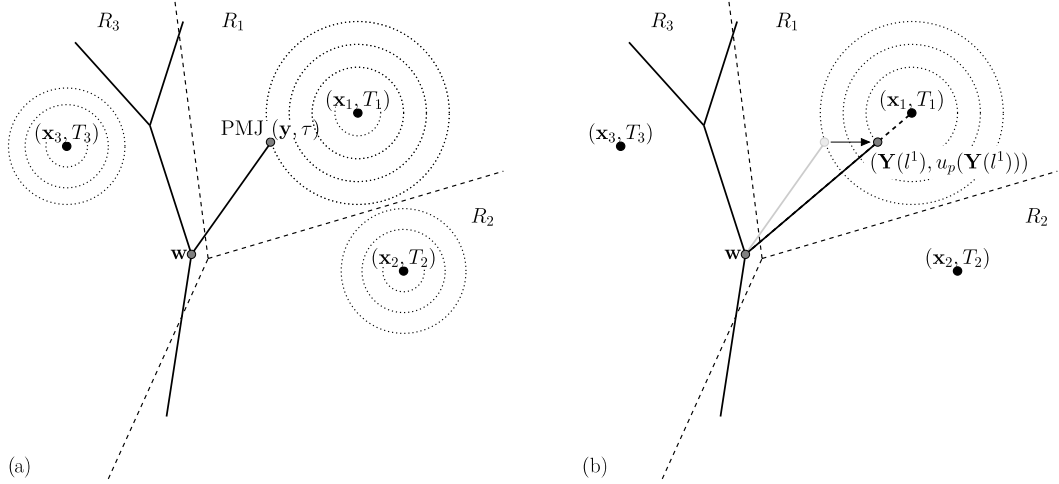 R₃ R₁
(x₁, T₁)
PMJ (y, τ)
(x₃, T₃)
R₂
w
(x₂, T₂)
(a)
R₃ R₁
(x₁, T₁)
(x₃, T₃)
(Y(l¹), uₚ(Y(l¹)))
R₂
w
(x₂, T₂)
(b)